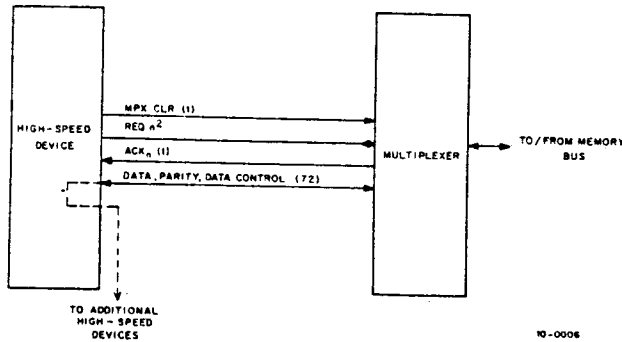 MPX CLR (1)
REQ n²
HIGH-SPEED
DEVICE
ACKₙ (1)
MULTIPLEXER
TO/FROM MEMORY
BUS
DATA, PARITY, DATA CONTROL (72)
TO ADDITIONAL
HIGH-SPEED
DEVICES
10-0006